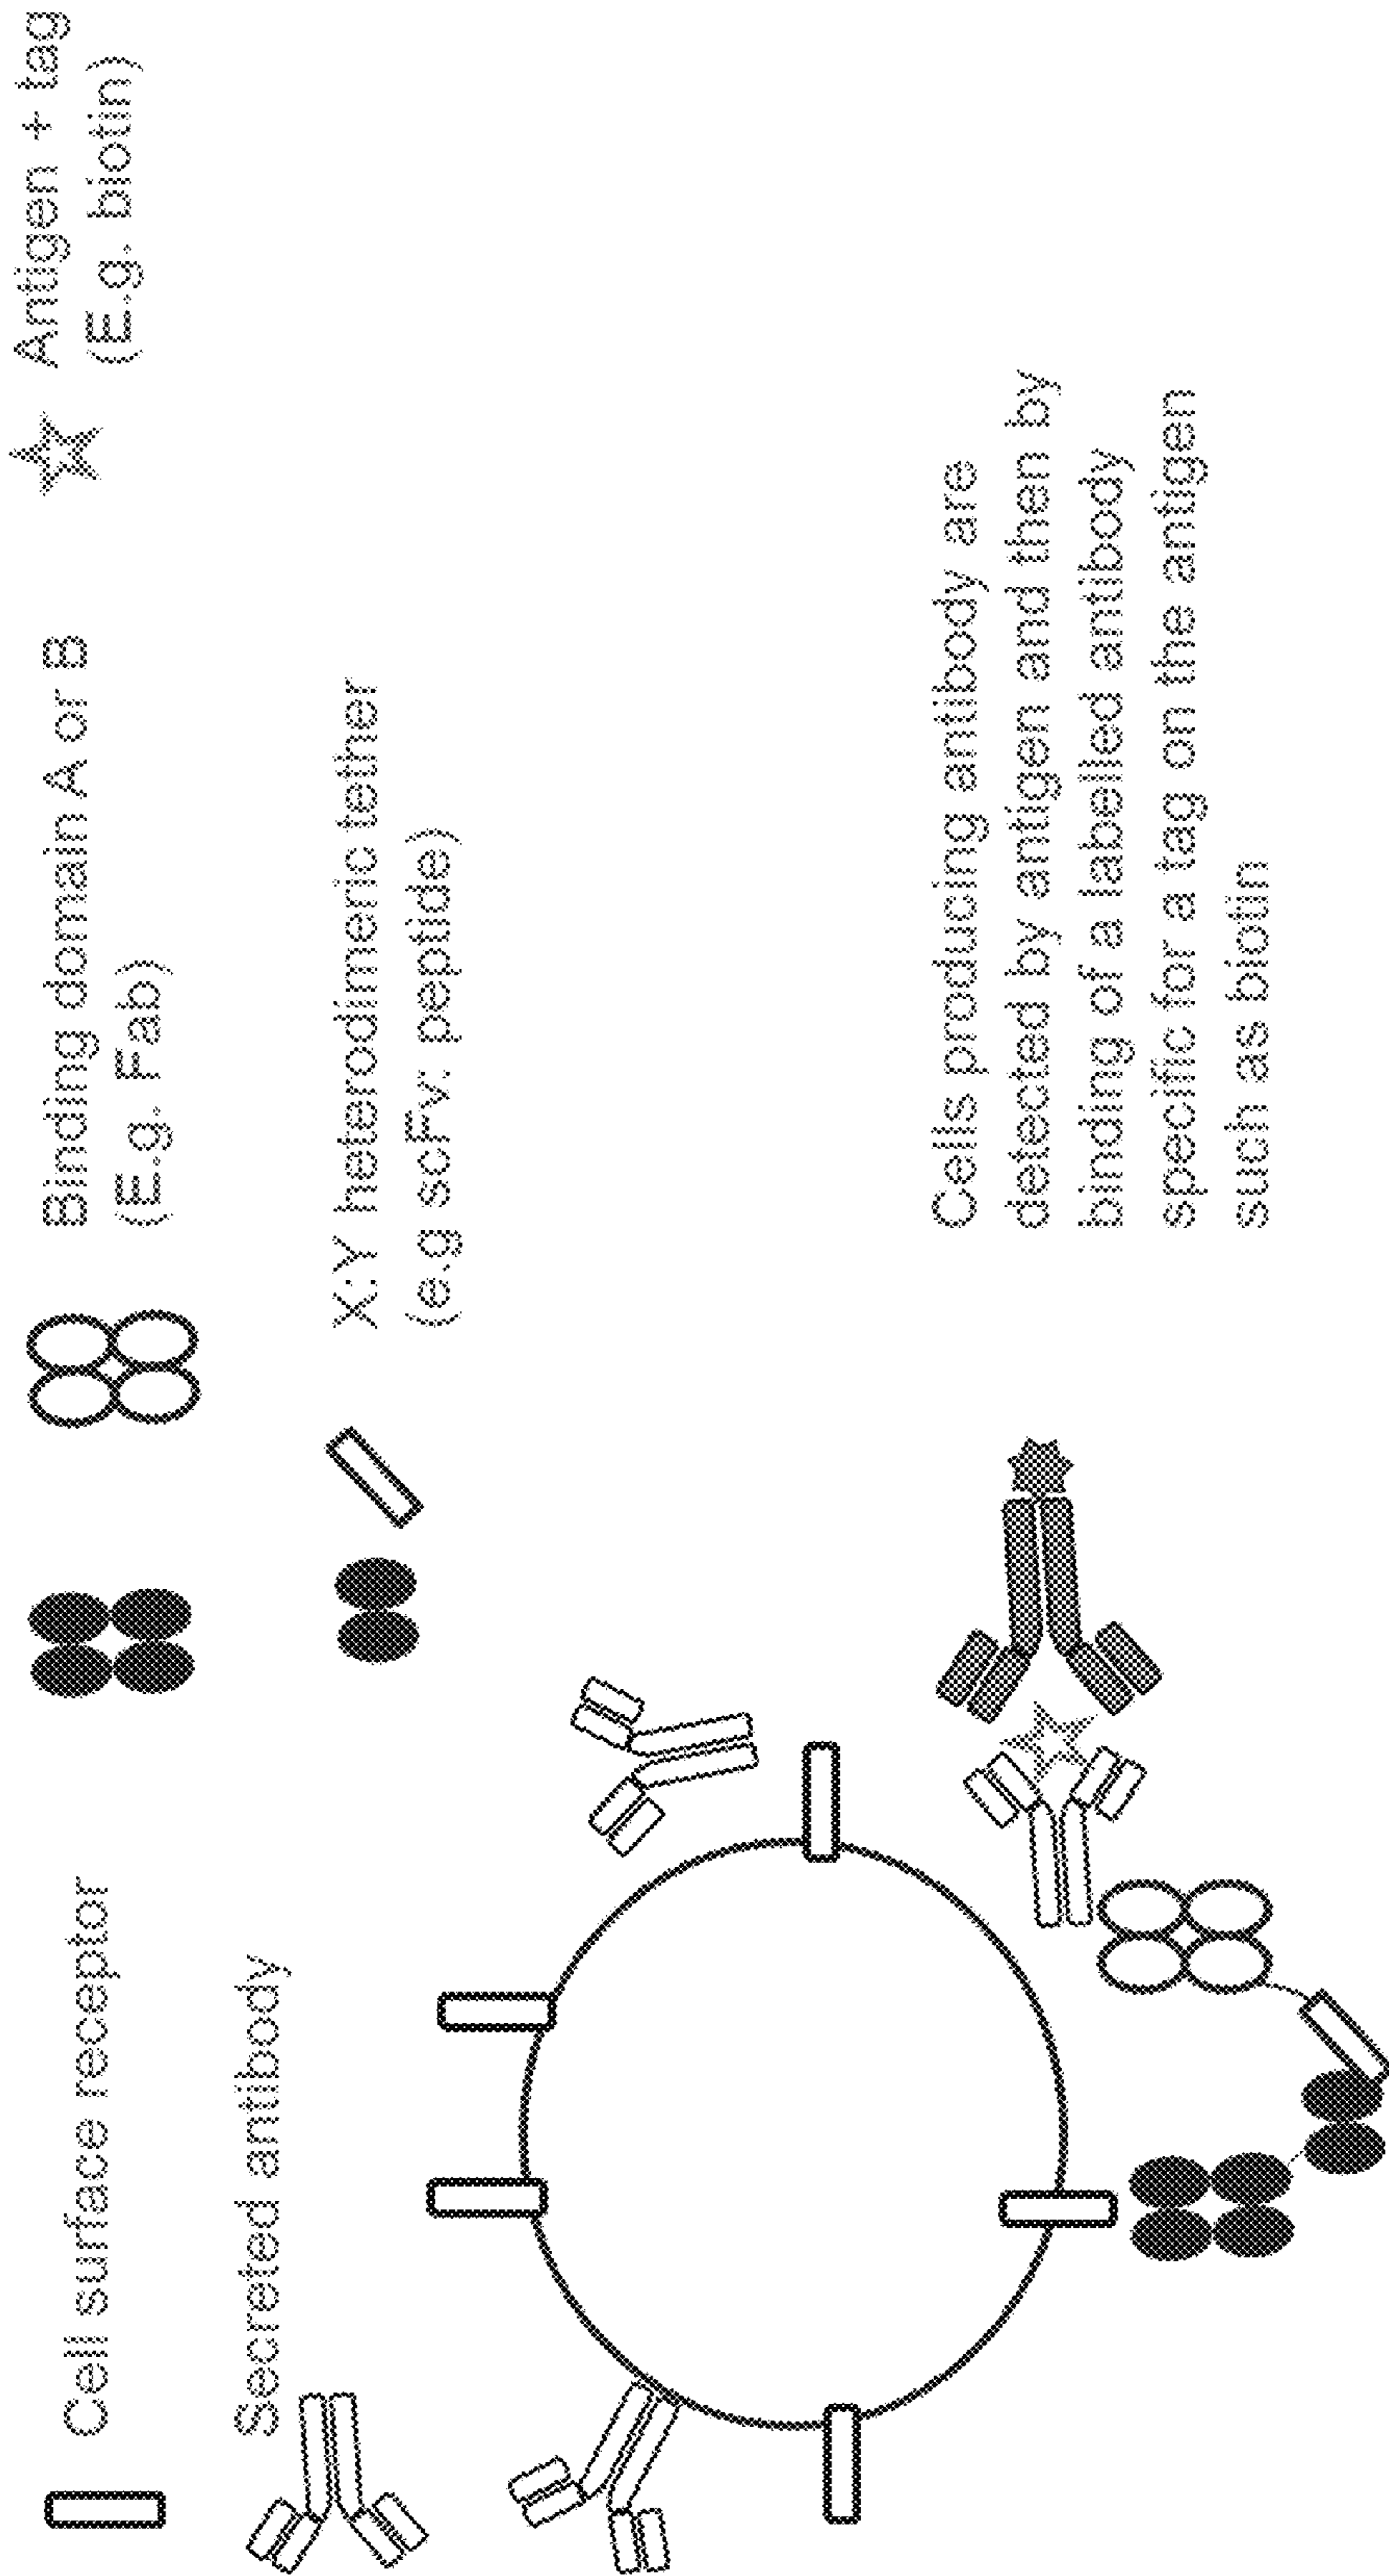 Cell surface receptor
Binding domain A or B
(E.g. Fab)
Antigen + tag
(E.g. biotin)
Secreted antibody
X:Y heterodimeric tether
(e.g scFv: peptide)
Cells producing antibody are
detected by antigen and then by
binding of a labelled antibody
specific for a tag on the antigen
such as biotin